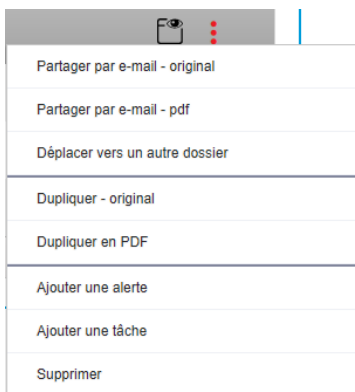 Partager par e-mail - original
Partager par e-mail - pdf
Déplacer vers un autre dossier
Dupliquer - original
Dupliquer en PDF
Ajouter une alerte
Ajouter une tâche
Supprimer